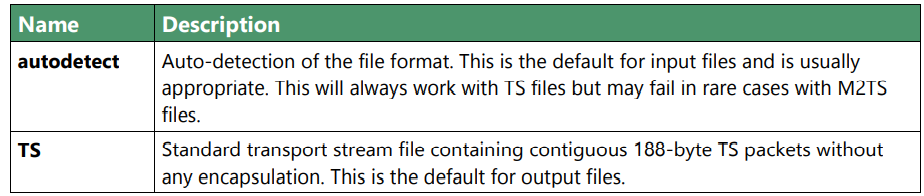 Name Description
autodetect Auto-detection of the file format. This is the default for input files and is usually
appropriate. This will always work with TS files but may fail in rare cases with M2TS
files.
TS Standard transport stream file containing contiguous 188-byte TS packets without
any encapsulation. This is the default for output files.